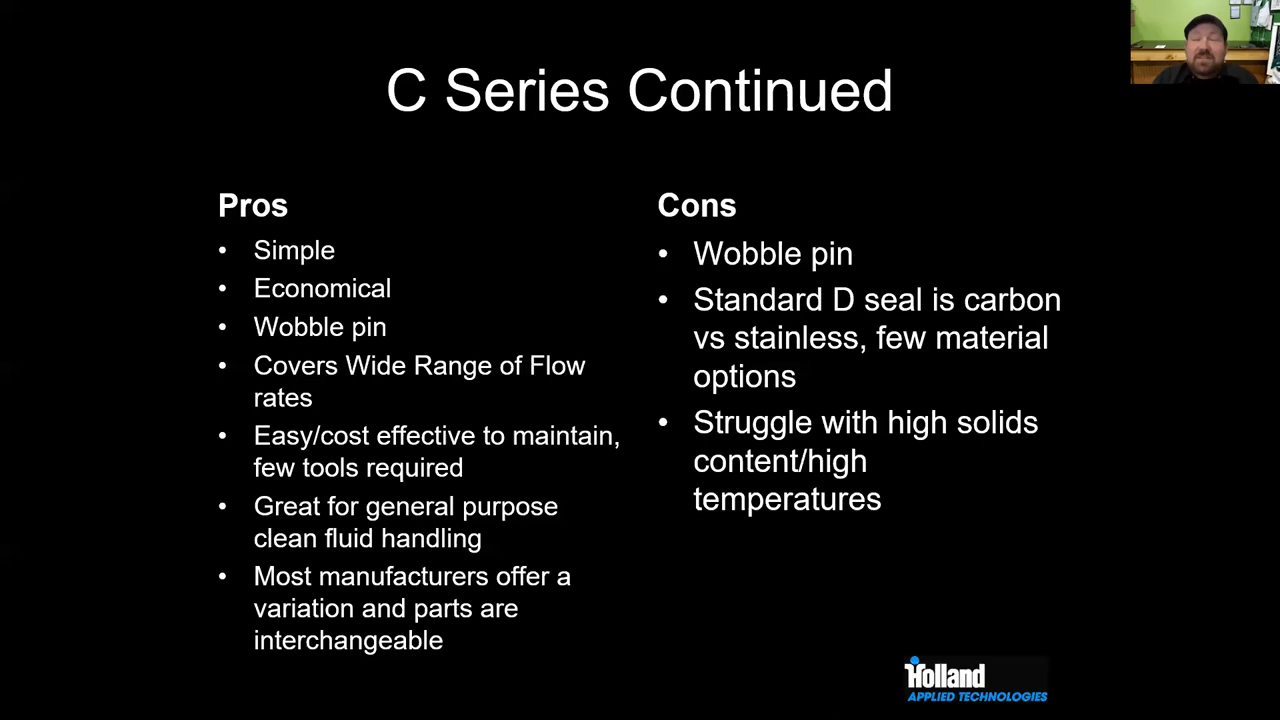 C Series Continued
Pros
• Simple
• Economical
• Wobble pin
• Covers Wide Range of Flow
rates
• Easy/cost effective to maintain,
few tools required
• Great for general purpose
clean fluid handling
• Most manufacturers offer a
variation and parts are
interchangeable
Cons
• Wobble pin
• Standard D seal is carbon
vs stainless, few material
options
• Struggle with high solids
content/high
temperatures
Holland
APPLIED TECHNOLOGIES